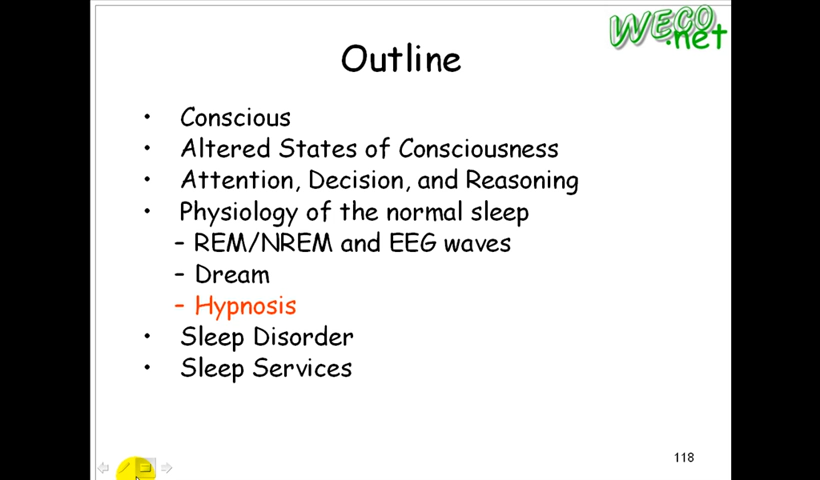 WECO
.net
Outline
• Conscious
• Altered States of Consciousness
• Attention, Decision, and Reasoning
• Physiology of the normal sleep
– REM/NREM and EEG waves
– Dream
– Hypnosis
• Sleep Disorder
• Sleep Services
118